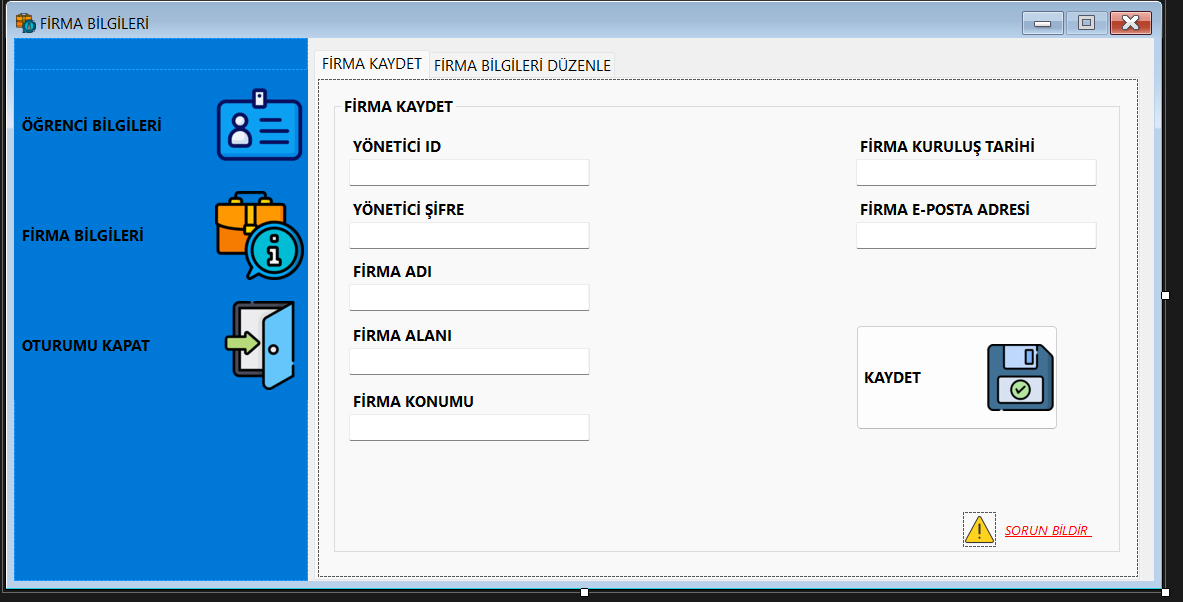 FİRMA BİLGİLERİ
ÖĞRENCİ BİLGİLERİ
FİRMA BİLGİLERİ
OTURUMU KAPAT
FİRMA KAYDET
FİRMA BİLGİLERİ DÜZENLE
FİRMA KAYDET
YÖNETİCİ ID
YÖNETİCİ ŞİFRE
FİRMA ADI
FİRMA ALANI
FİRMA KONUMU
FİRMA KURULUŞ TARİHİ
FİRMA E-POSTA ADRESİ
KAYDET
SORUN BİLDİR